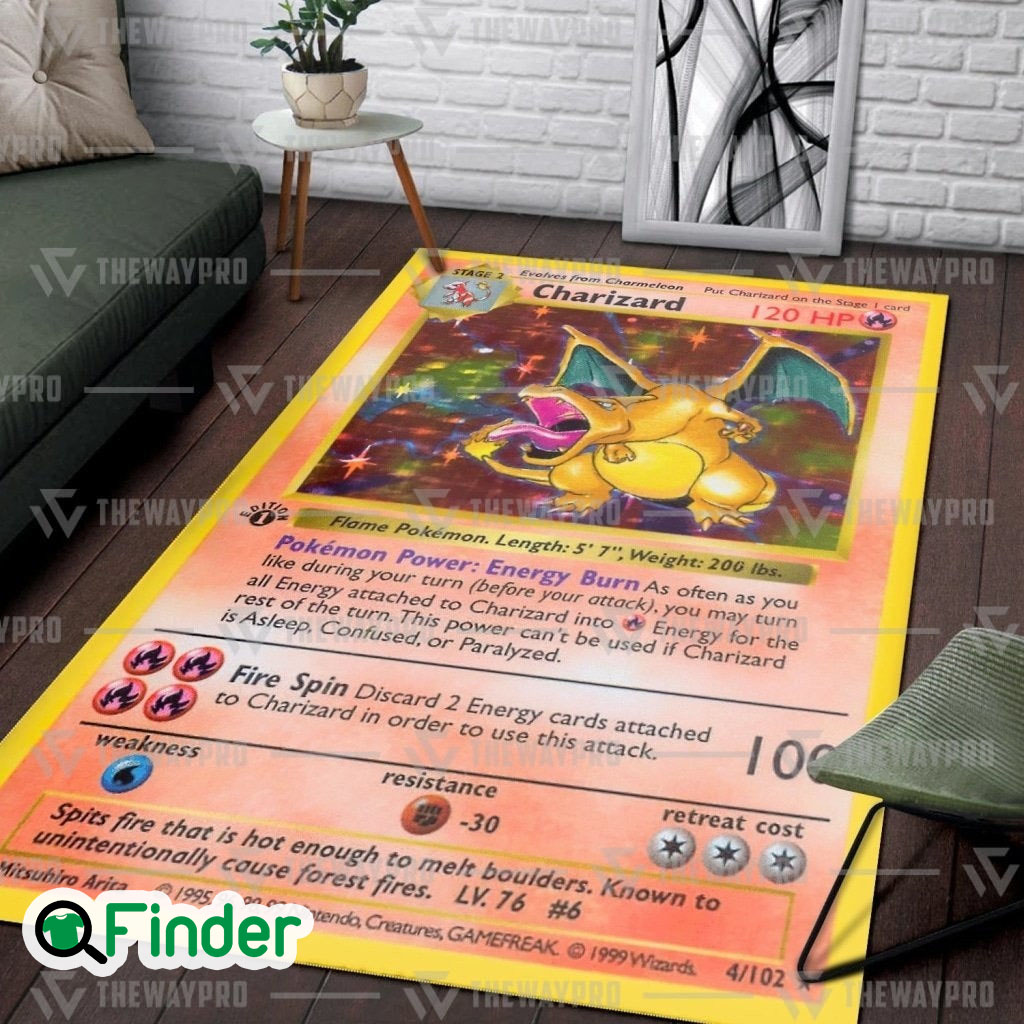 THEWAYPRO
STAGE 2 Evolves from Charmeleon Put Charizard on the Stage 1 card
Charizard 120 HP
EDITION
1
Flame Pokémon. Length: 5' 7", Weight: 200 lbs.
Pokémon Power: Energy Burn As often as you
like during your turn (before your attack), you may turn
all Energy attached to Charizard into Energy for the
rest of the turn. This power can't be used if Charizard
is Asleep, Confused, or Paralyzed.
Fire Spin Discard 2 Energy cards attached
to Charizard in order to use this attack.
10
weakness
resistance
-30
retreat cost
Spits fire that is hot enough to melt boulders. Known to
unintentionally cause forest fires. LV. 76 #6
Mitsuhiro Arita © 1995, Nintendo, Creatures, GAMEFREAK. © 1999 Wizards. 4/102
Finder